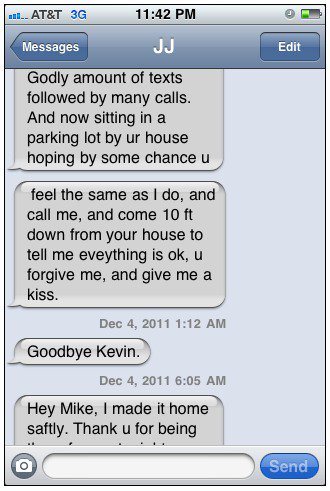 AT&T 3G 11:42 PM
Messages JJ Edit
Godly amount of texts
followed by many calls.
And now sitting in a
parking lot by ur house
hoping by some chance u
feel the same as I do, and
call me, and come 10 ft
down from your house to
tell me eveything is ok, u
forgive me, and give me a
kiss.
Dec 4, 2011 1:12 AM
Goodbye Kevin.
Dec 4, 2011 6:05 AM
Hey Mike, I made it home
saftly. Thank u for being
Send